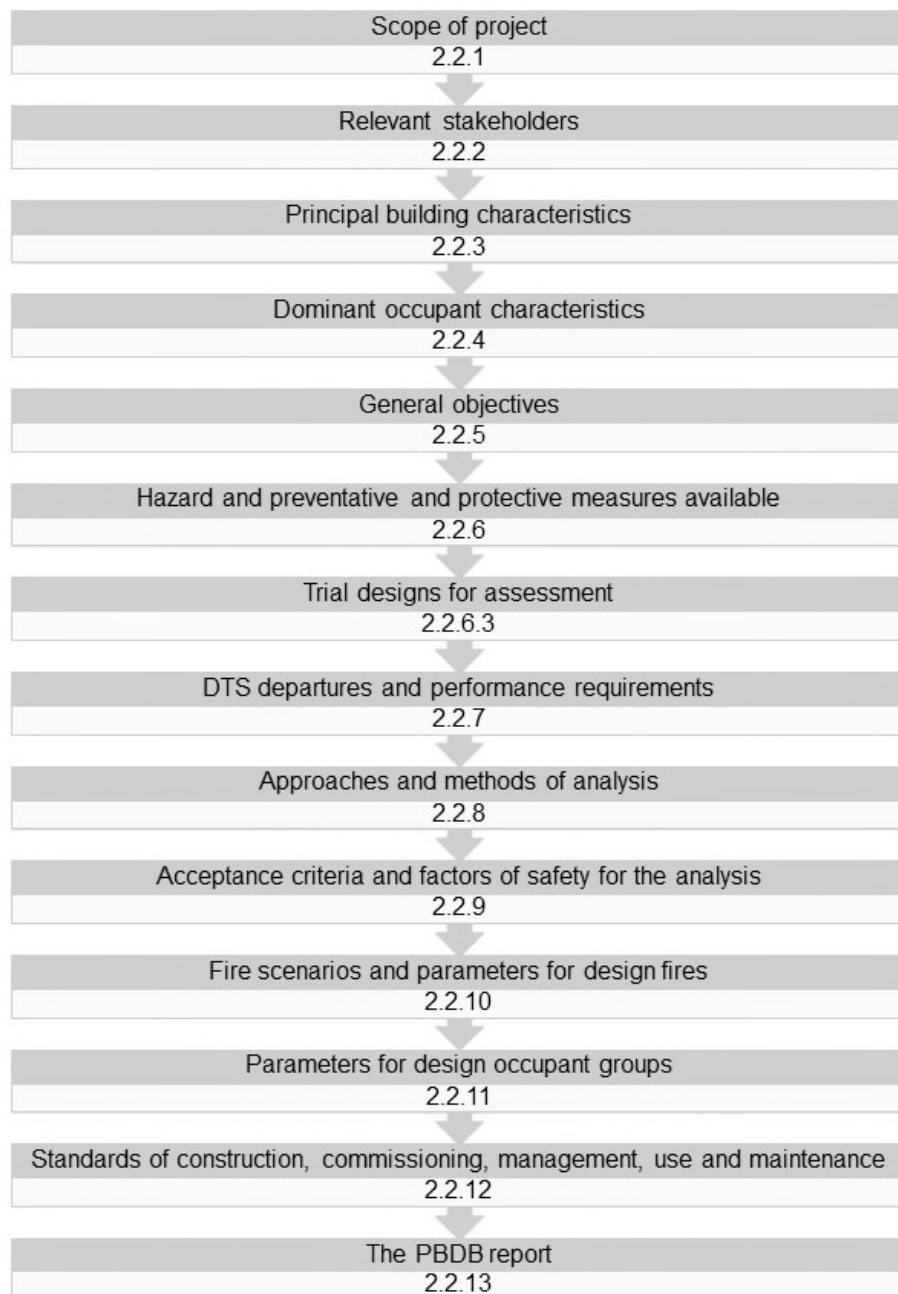 Scope of project
2.2.1
Relevant stakeholders
2.2.2
Principal building characteristics
2.2.3
Dominant occupant characteristics
2.2.4
General objectives
2.2.5
Hazard and preventative and protective measures available
2.2.6
Trial designs for assessment
2.2.6.3
DTS departures and performance requirements
2.2.7
Approaches and methods of analysis
2.2.8
Acceptance criteria and factors of safety for the analysis
2.2.9
Fire scenarios and parameters for design fires
2.2.10
Parameters for design occupant groups
2.2.11
Standards of construction, commissioning, management, use and maintenance
2.2.12
The PBDB report
2.2.13